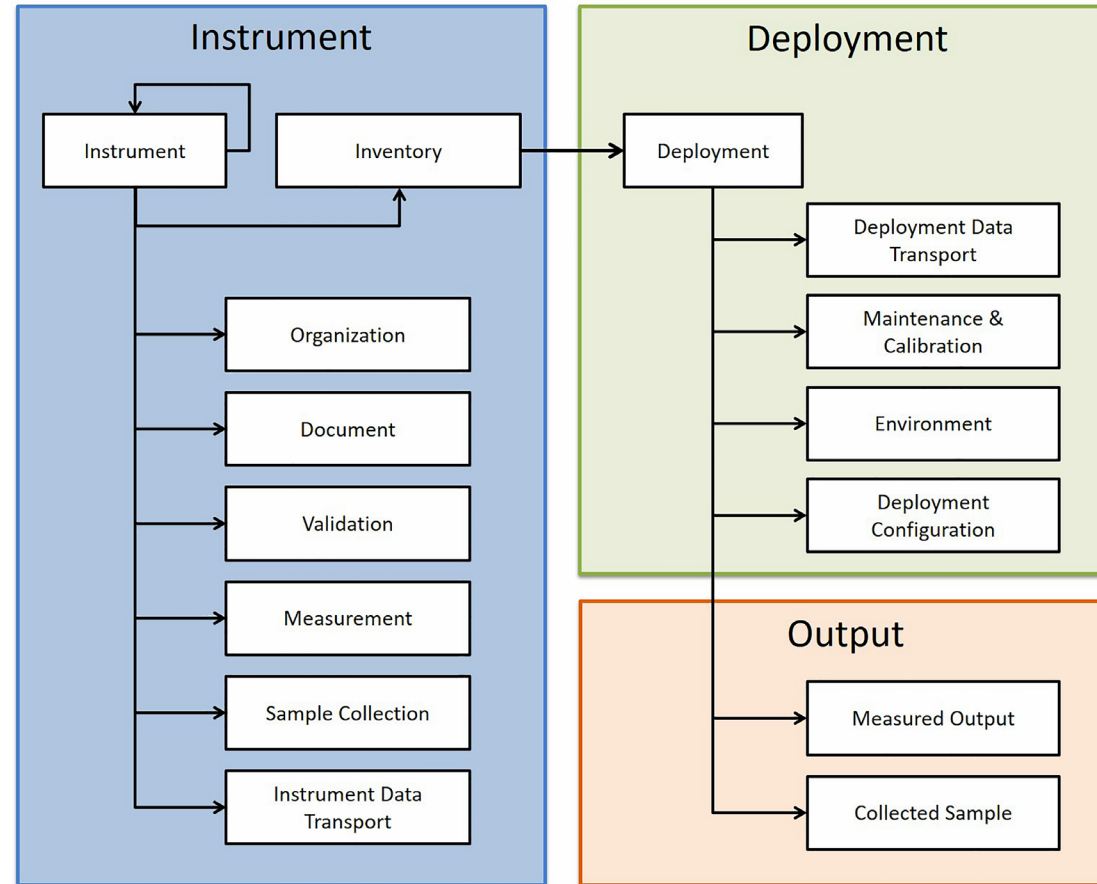 Instrument
Instrument
Inventory
Organization
Document
Validation
Measurement
Sample Collection
Instrument Data
Transport
Deployment
Deployment
Deployment Data
Transport
Maintenance &
Calibration
Environment
Deployment
Configuration
Output
Measured Output
Collected Sample